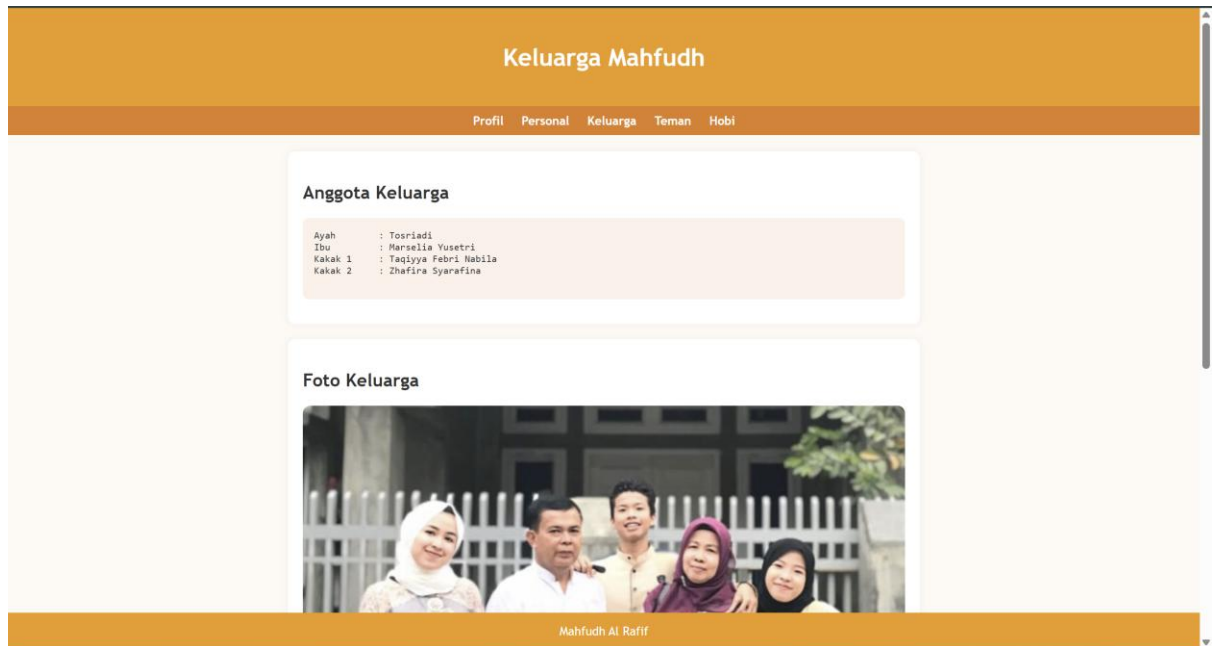 Keluarga Mahfudh
Profil Personal Keluarga Teman Hobi
Anggota Keluarga
Ayah : Tosriadi
Ibu : Marselia Yusetri
Kakak 1 : Taqiyya Febri Nabila
Kakak 2 : Zhafira Syarafina
Foto Keluarga
Mahfudh Al Rafif